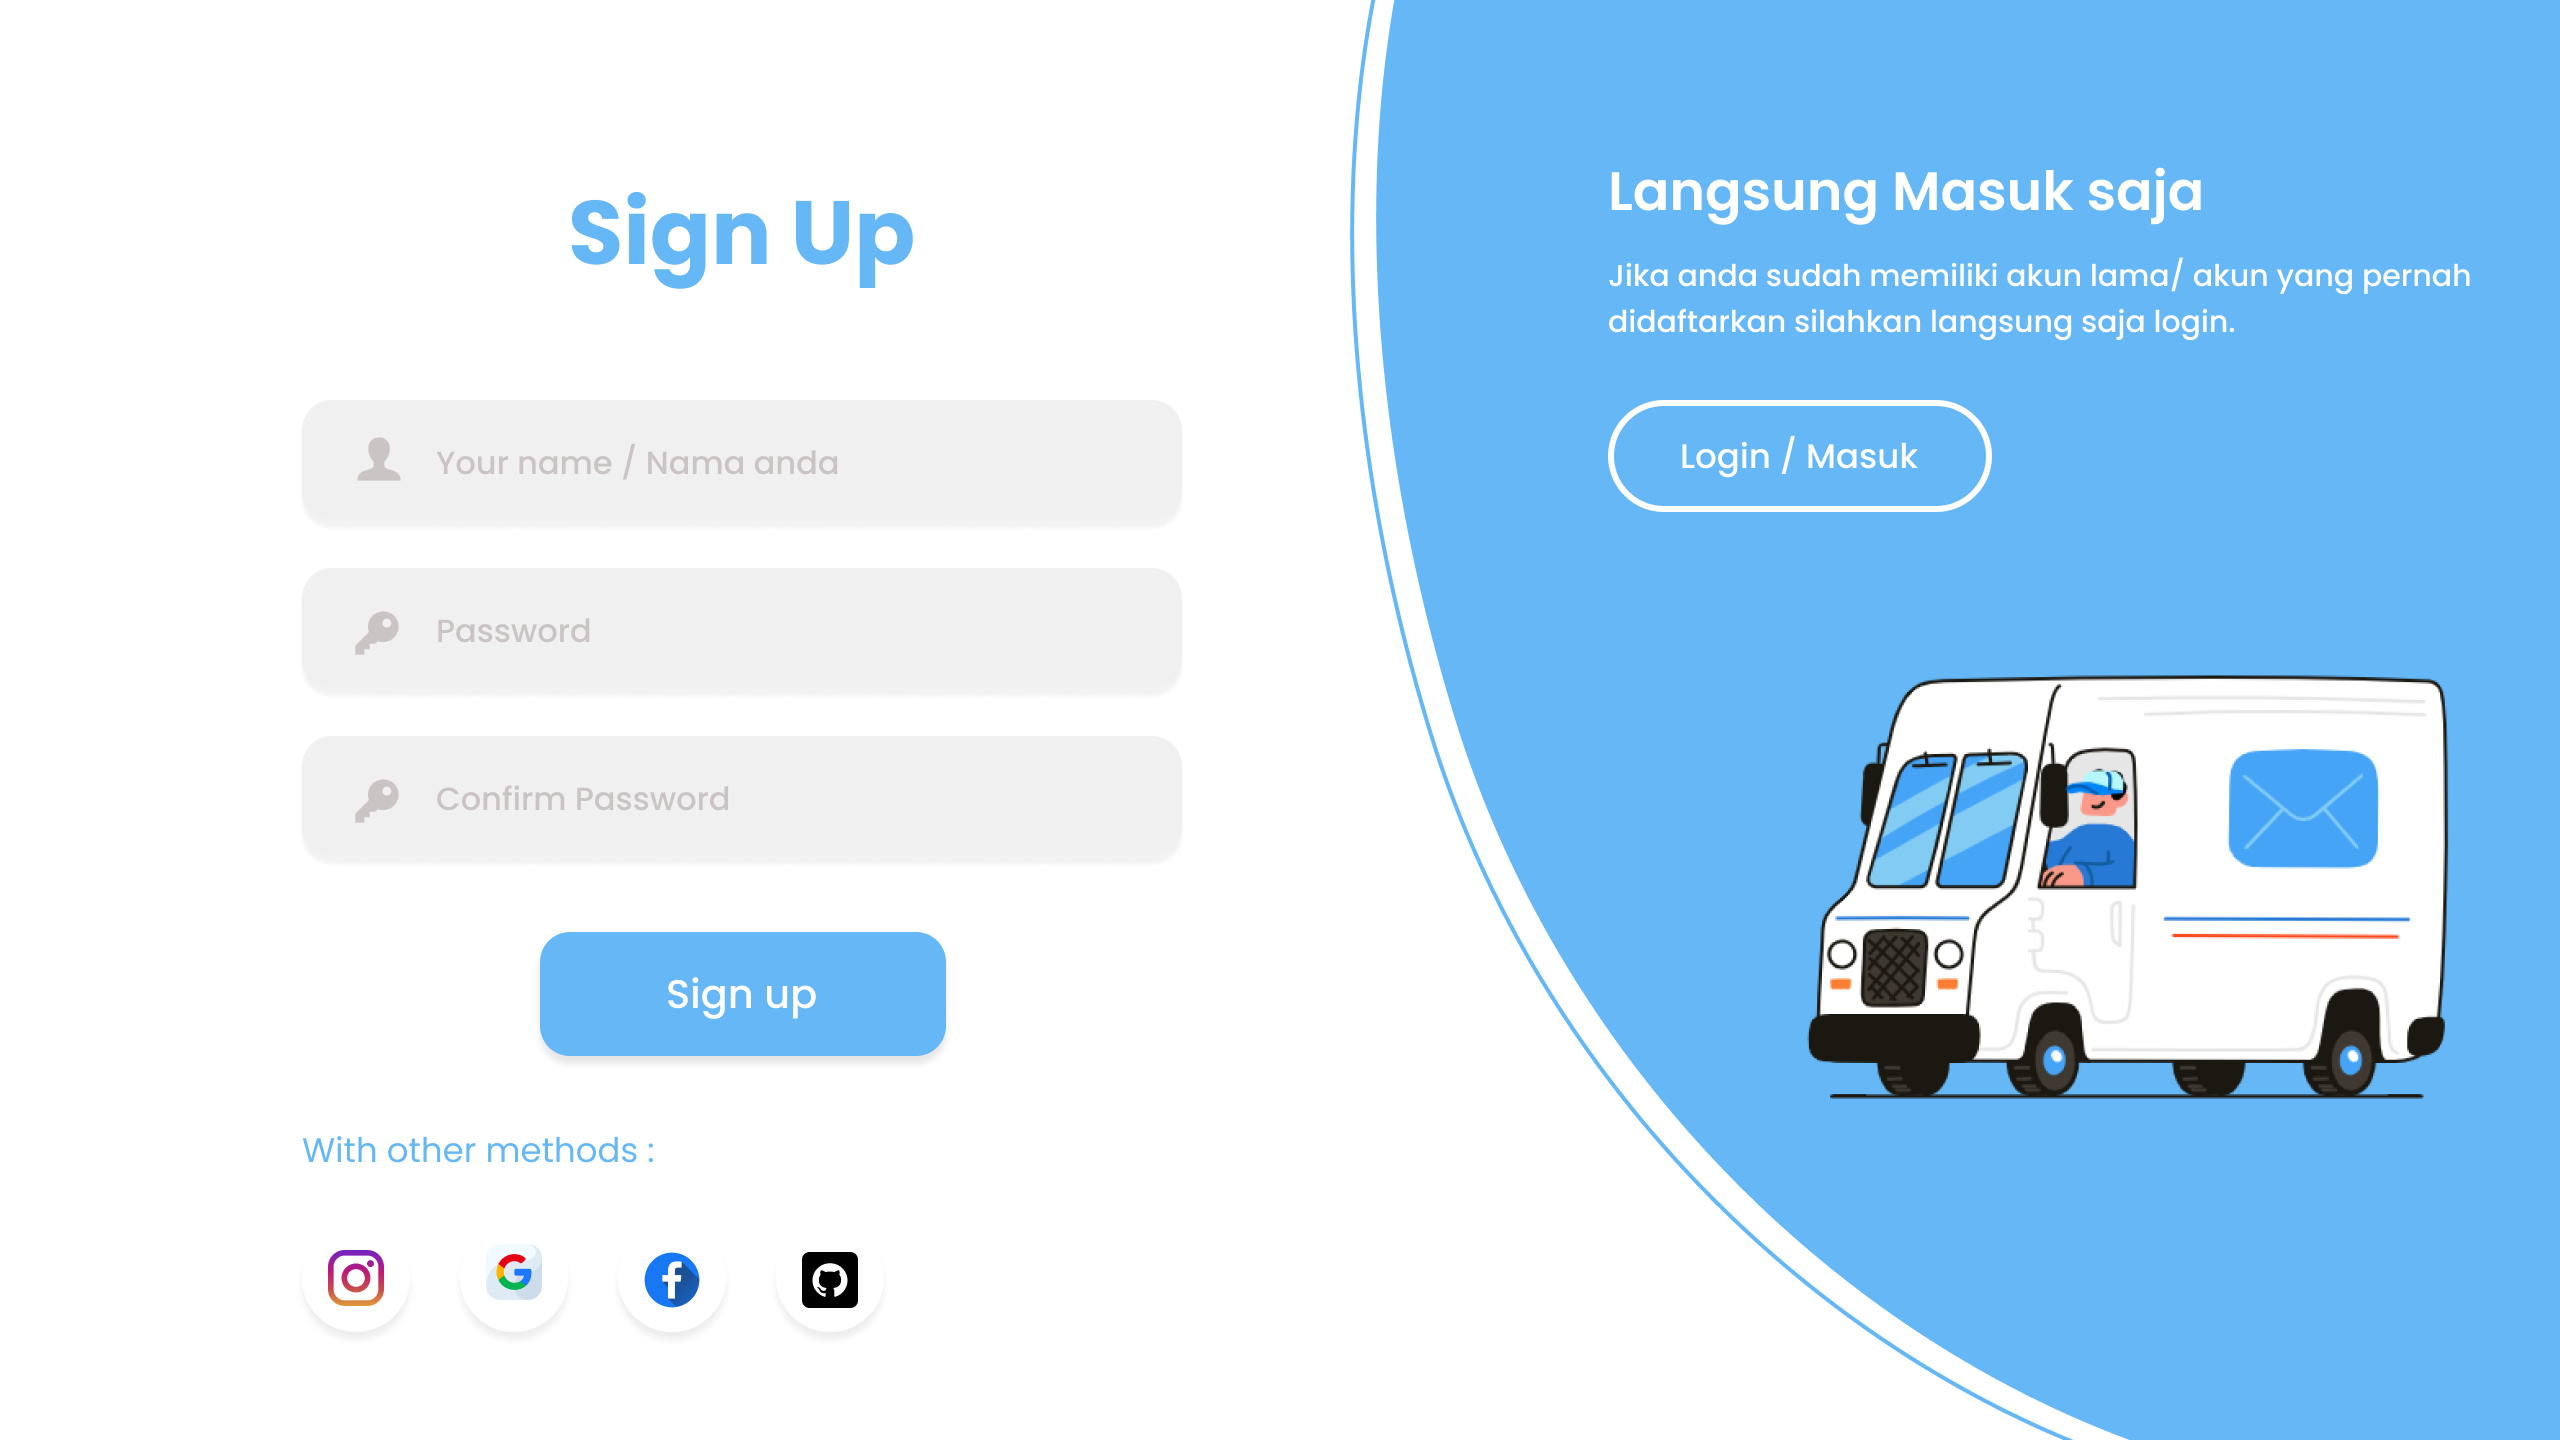 Sign Up
Your name / Nama anda
Password
Confirm Password
Sign up
With other methods :
Langsung Masuk saja
Jika anda sudah memiliki akun lama/ akun yang pernah
didaftarkan silahkan langsung saja login.
Login / Masuk